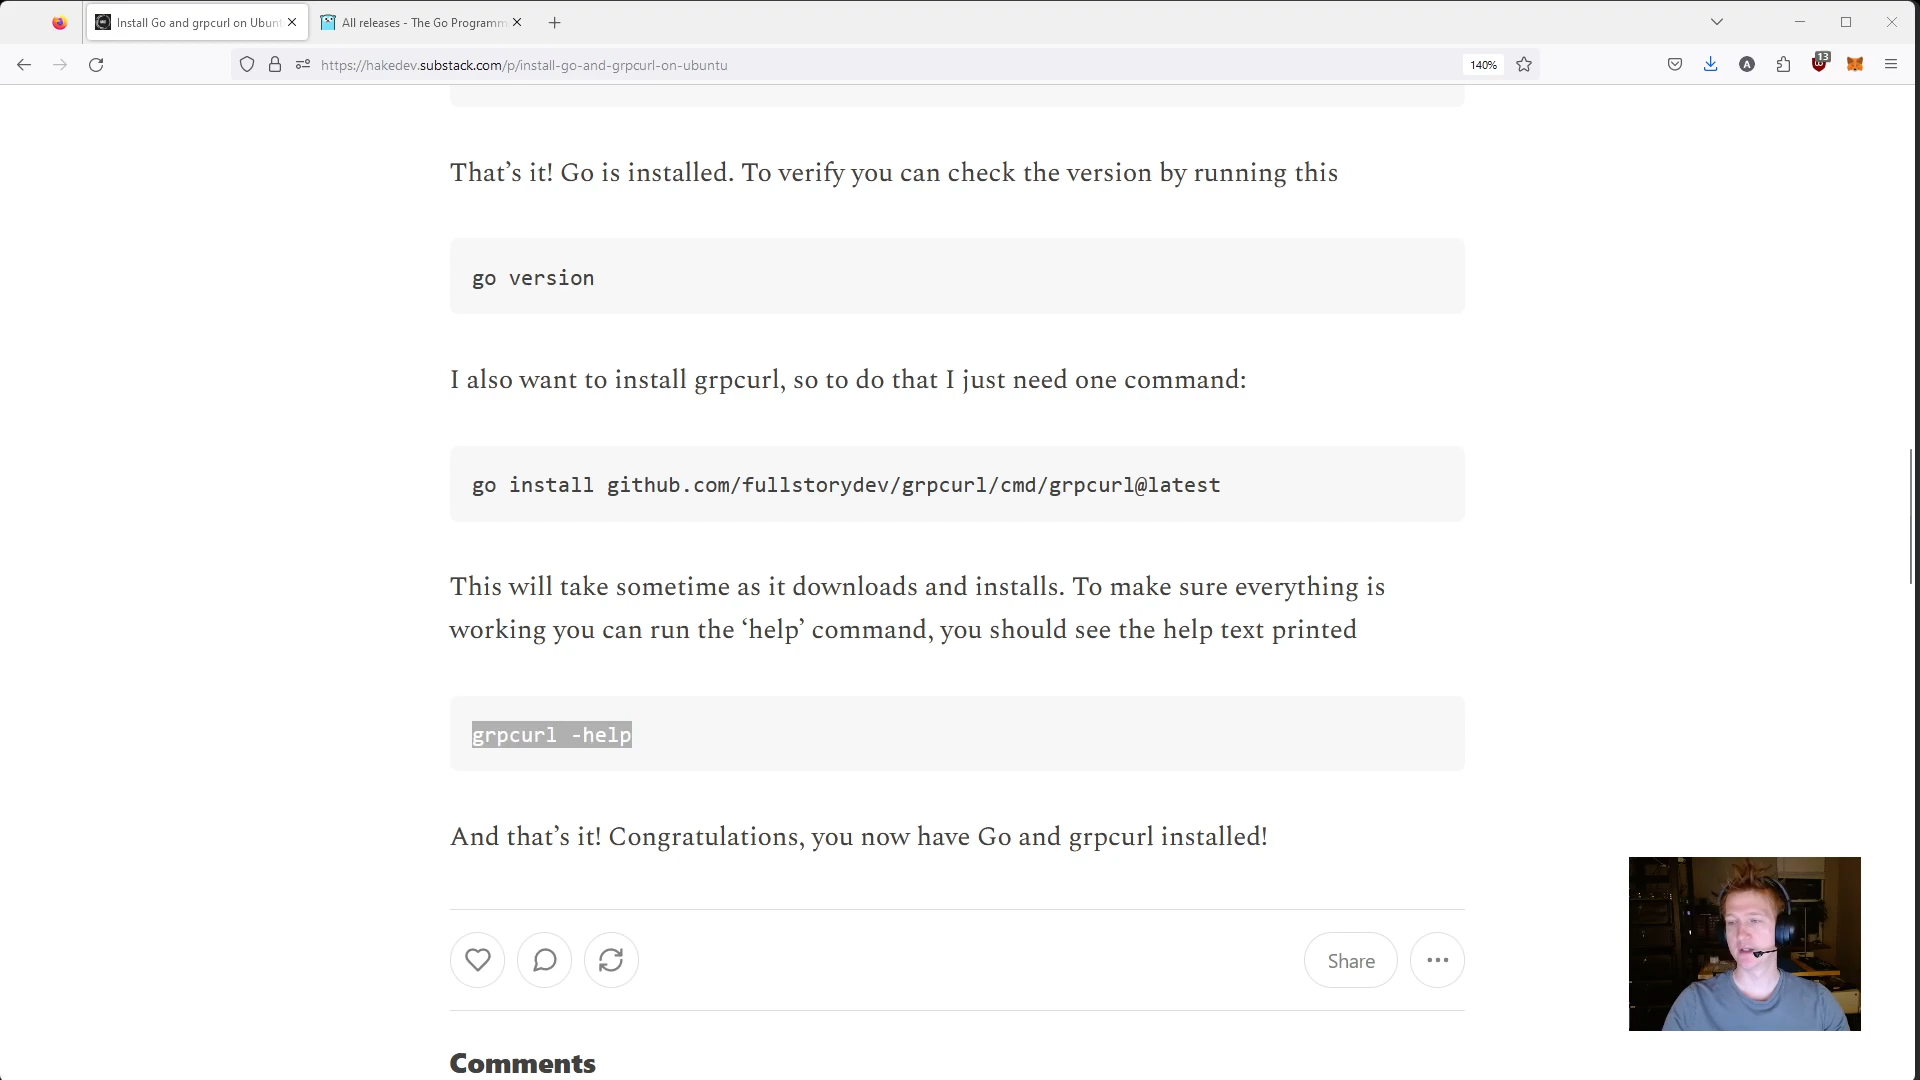 Install Go and grpcurl on Ubunt
All releases - The Go Programm
https://hakedev.substack.com/p/install-go-and-grpcurl-on-ubuntu
140%
A
13
That’s it! Go is installed. To verify you can check the version by running this
go version
I also want to install grpcurl, so to do that I just need one command:
go install github.com/fullstorydev/grpcurl/cmd/grpcurl@latest
This will take sometime as it downloads and installs. To make sure everything is
working you can run the ‘help’ command, you should see the help text printed
grpcurl -help
And that’s it! Congratulations, you now have Go and grpcurl installed!
Share
Comments